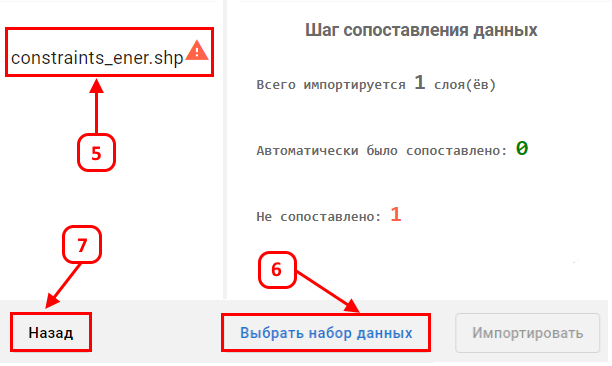 Шаг сопоставления данных
constraints_ener.shp
Всего импортируется 1 слоя(ёв)
5
Автоматически было сопоставлено: 0
Не сопоставлено: 1
7
6
Назад
Выбрать набор данных
Импортировать